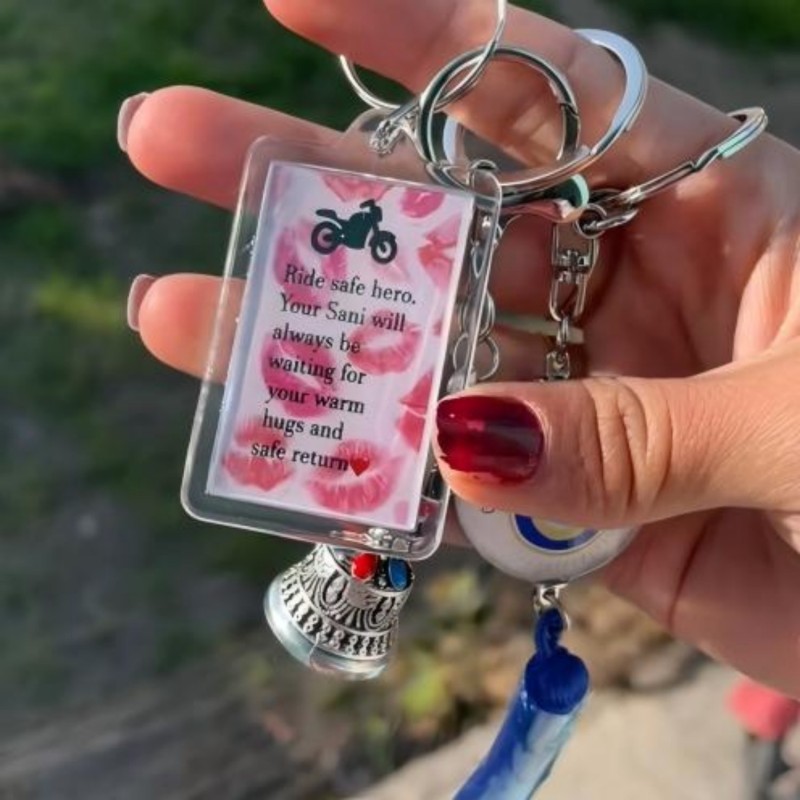 Ride safe hero.
Your Sani will
always be
waiting for
your warm
hugs and
safe return❤